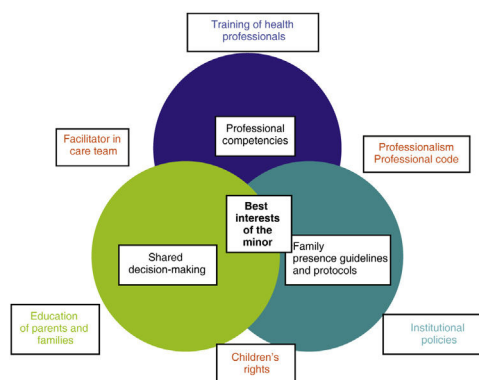 Training of health
professionals
Professional
competencies
Facilitator in
care team
Professionalism
Professional code
Best
interests
of the
minor
Shared
decision-making
Family
presence guidelines
and protocols
Education
of parents and
families
Institutional
policies
Children's
rights